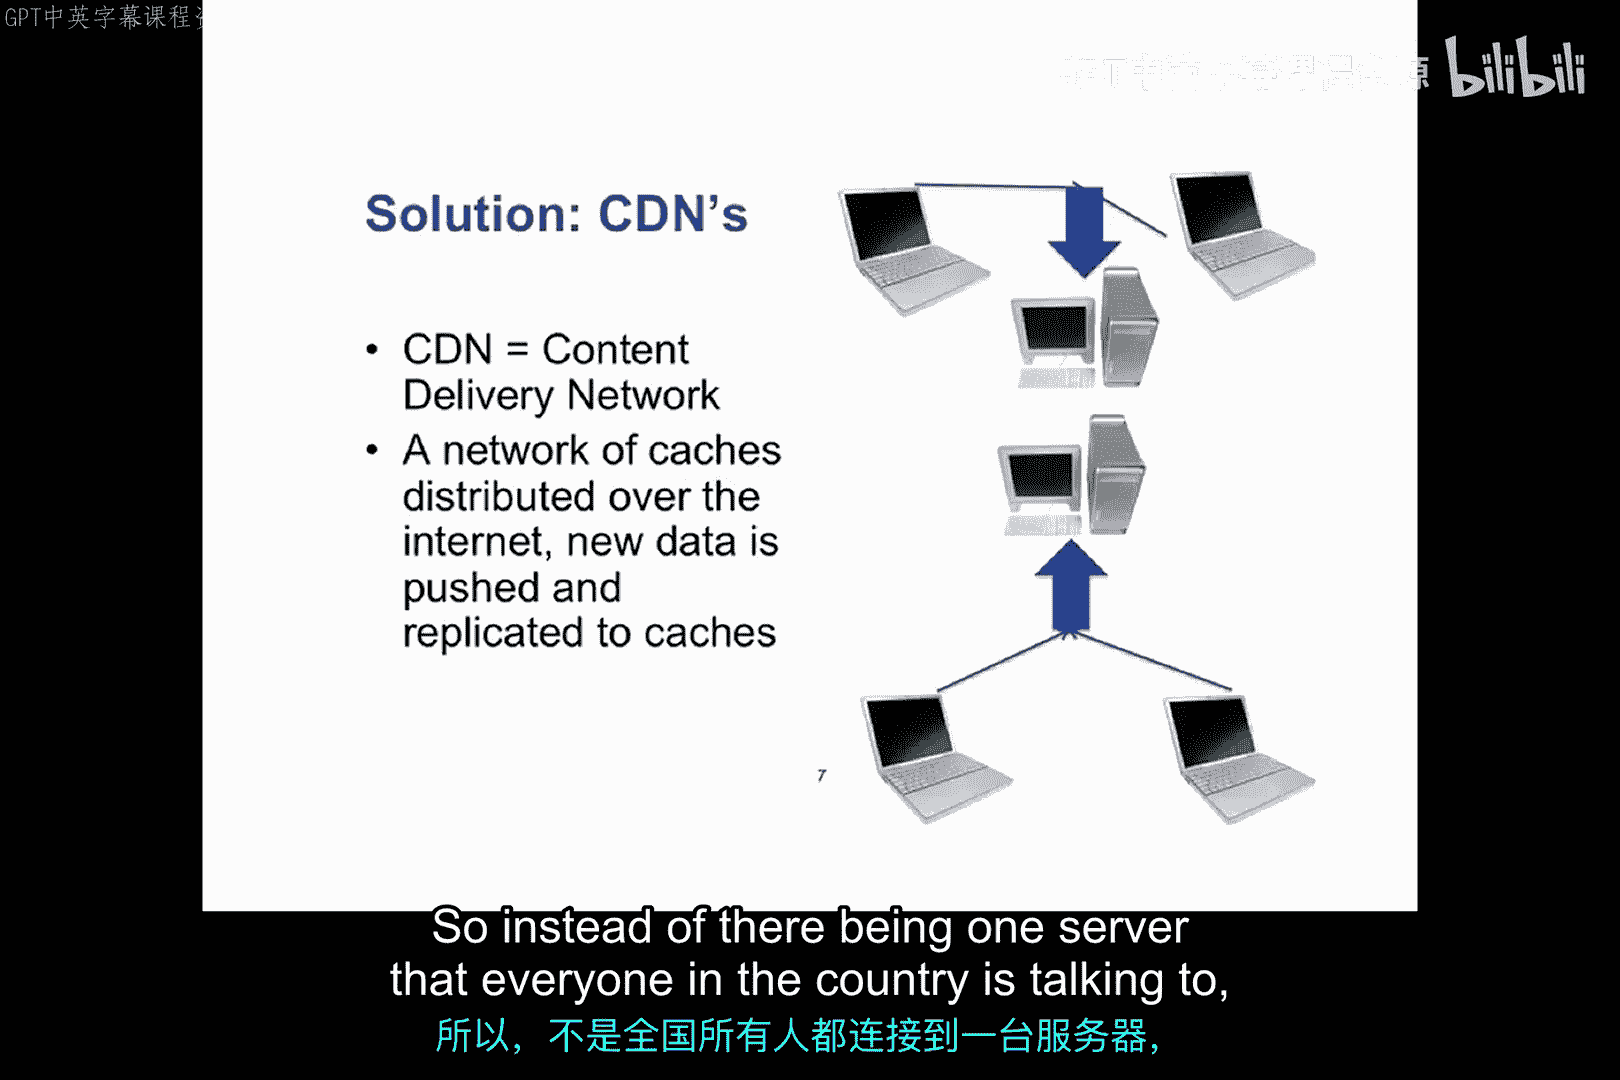 GPT中英字幕课程资
bilibili
Solution: CDN's
• CDN = Content
Delivery Network
• A network of caches
distributed over the
internet, new data is
pushed and
replicated to caches
7
So instead of there being one server
that everyone in the country is talking to,
所以，不是全国所有人都连接到一台服务器，